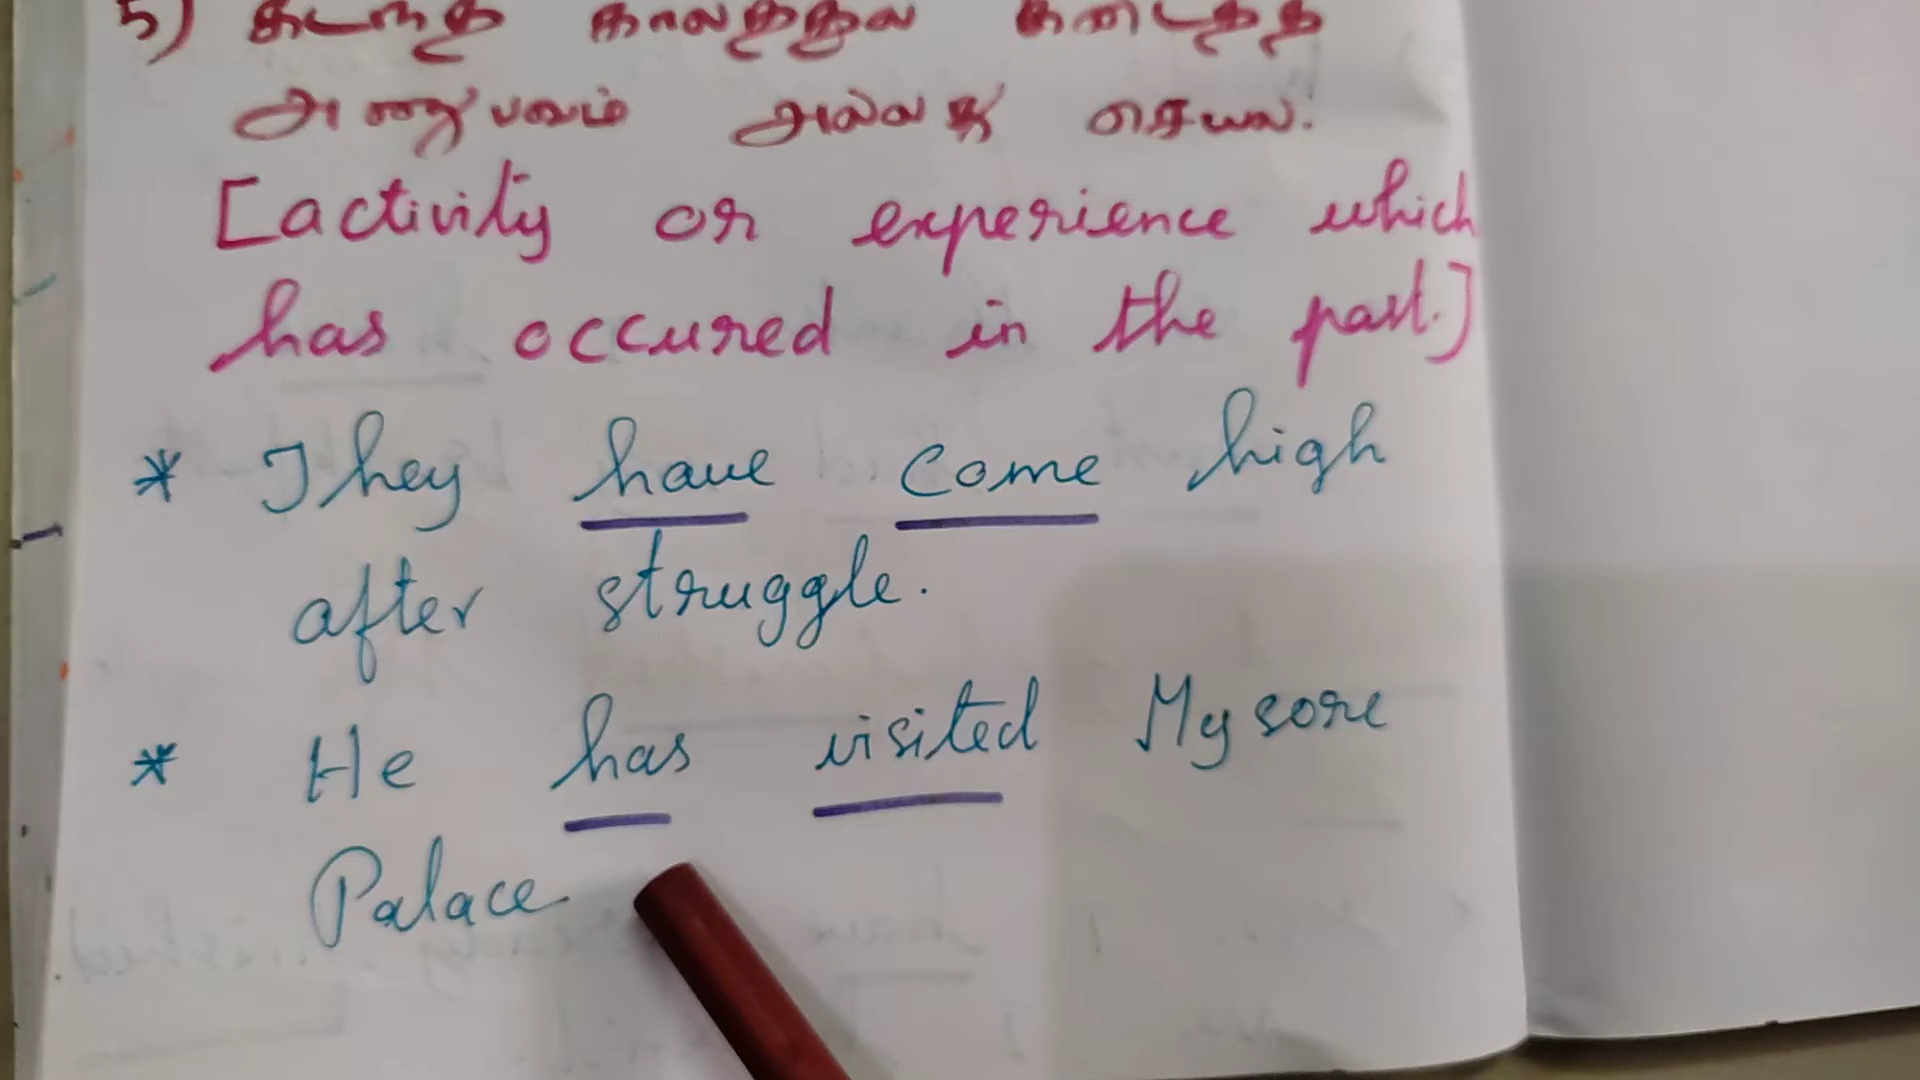 5) கடந்த காலத்தில் கிடைத்த
அனுபவம் அல்லது செயல்.
[activity or experience which
has occured in the past.]
* They have come high
after struggle.
* He has visited Mysore
Palace